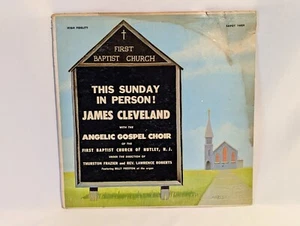 HIGH FIDELITY
SAVOY 14059
FIRST
BAPTIST CHURCH
THIS SUNDAY
IN PERSON!
JAMES CLEVELAND
WITH THE
ANGELIC GOSPEL CHOIR
OF THE
FIRST BAPTIST CHURCH OF NUTLEY, N. J.
UNDER THE DIRECTION OF
THURSTON FRAZIER and REV. LAWRENCE ROBERTS
Featuring BILLY PRESTON at the organ